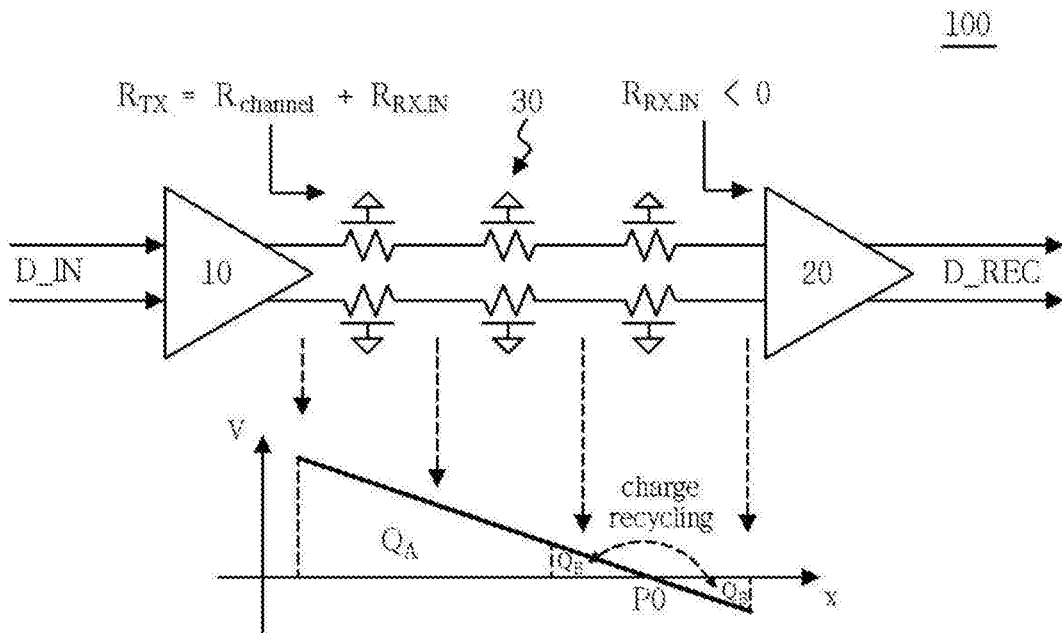 100
R_TX = R_channel + R_RX,IN
30
R_RX,IN < 0
D_IN
10
20
D_REC
V
charge
recycling
Q_A
Q_B
Q_B
P0
x